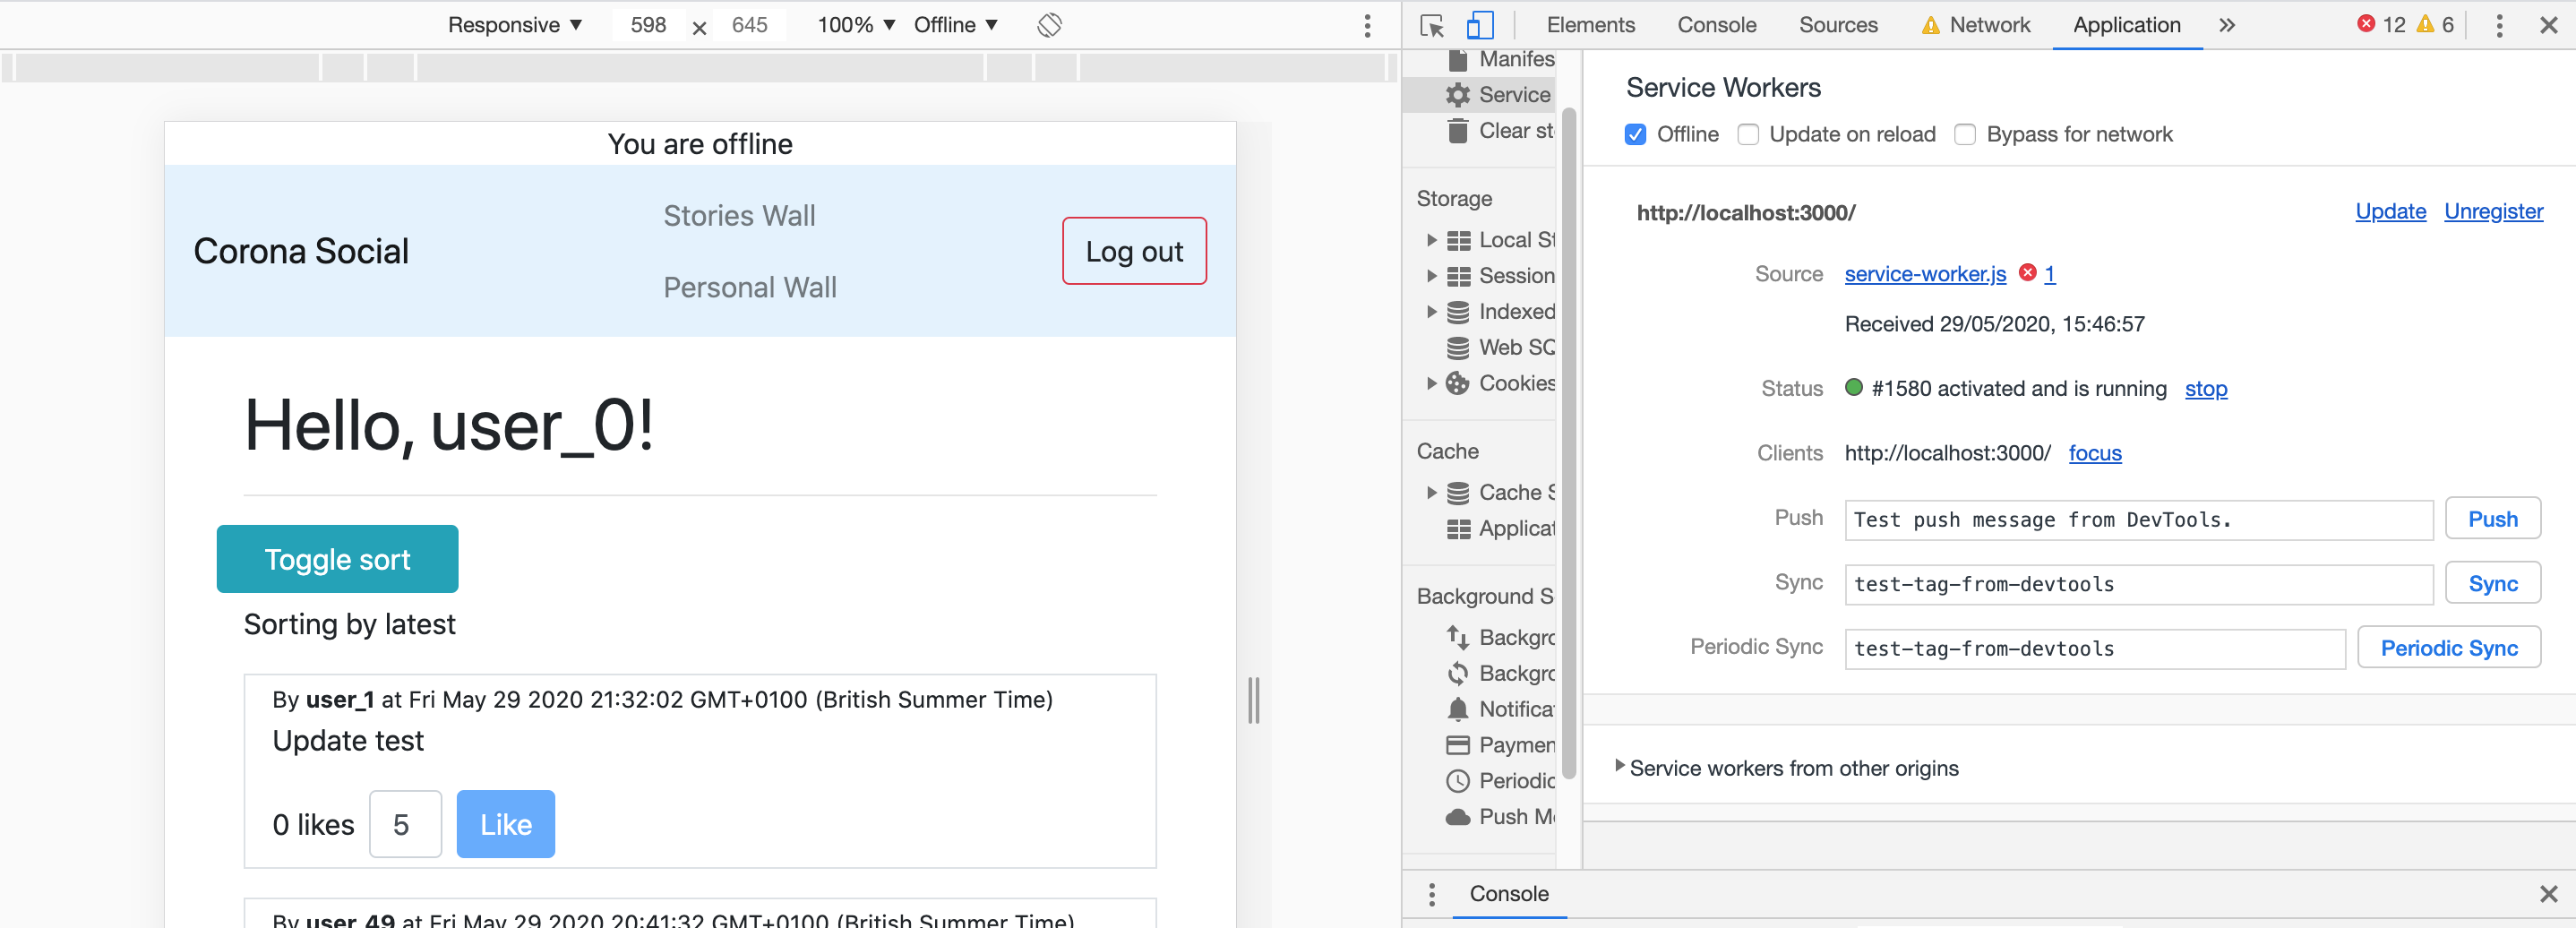 Responsive ▼ 598 × 645 100% ▼ Offline ▼
You are offline
Corona Social
Stories Wall
Personal Wall
Log out
Hello, user_0!
Toggle sort
Sorting by latest
By user_1 at Fri May 29 2020 21:32:02 GMT+0100 (British Summer Time)
Update test
0 likes 5 Like
By user_49 at Fri May 29 2020 20:41:32 GMT+0100 (British Summer Time)
Elements Console Sources Network Application » 12 6
Manifes
Service
Clear st
Storage
Local St
Session
Indexed
Web SQ
Cookies
Cache
Cache S
Applicat
Background S
Backgro
Backgro
Notificat
Paymen
Periodic
Push Me
Service Workers
Offline Update on reload Bypass for network
http://localhost:3000/ Update Unregister
Source service-worker.js 1
Received 29/05/2020, 15:46:57
Status #1580 activated and is running stop
Clients http://localhost:3000/ focus
Push Test push message from DevTools. Push
Sync test-tag-from-devtools Sync
Periodic Sync test-tag-from-devtools Periodic Sync
Service workers from other origins
Console